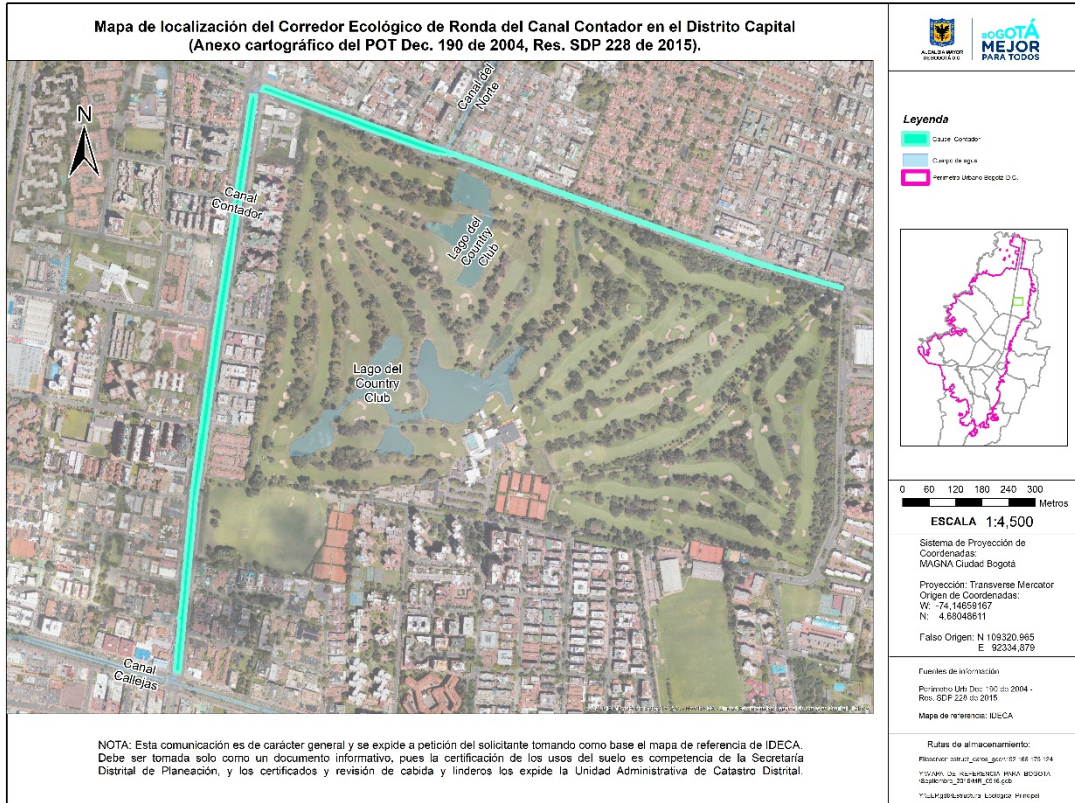 Mapa de localización del Corredor Ecológico de Ronda del Canal Contador en el Distrito Capital
(Anexo cartográfico del POT Dec. 190 de 2004, Res. SDP 228 de 2015).
ALCALDÍA MAYOR
DE BOGOTÁ D.C.
BOGOTÁ
MEJOR
PARA TODOS
N
Canal del
Norte
Canal
Contador
Lago del
Country
Club
Lago del
Country
Club
Canal
Callejas
Leyenda
Cauce Contador
Cuerpo de agua
Perimetro Urbano Bogotá D.C.
0 60 120 180 240 300
Metros
ESCALA 1:4,500
Sistema de Proyección de
Coordenadas:
MAGNA Ciudad Bogotá
Proyección: Transverse Mercator
Origen de Coordenadas:
W: -74,14659167
N: 4,68048611
Falso Origen: N 109320,965
E 92334,879
Fuentes de información
Perimetro Urb Dec 190 de 2004 -
Res. SDP 228 de 2015
Mapa de referencia: IDECA
Rutas de almacenamiento:
NOTA: Esta comunicación es de carácter general y se expide a petición del solicitante tomando como base el mapa de referencia de IDECA.
Debe ser tomada solo como un documento informativo, pues la certificación de los usos del suelo es competencia de la Secretaría
Distrital de Planeación, y los certificados y revisión de cabida y linderos los expide la Unidad Administrativa de Catastro Distrital.